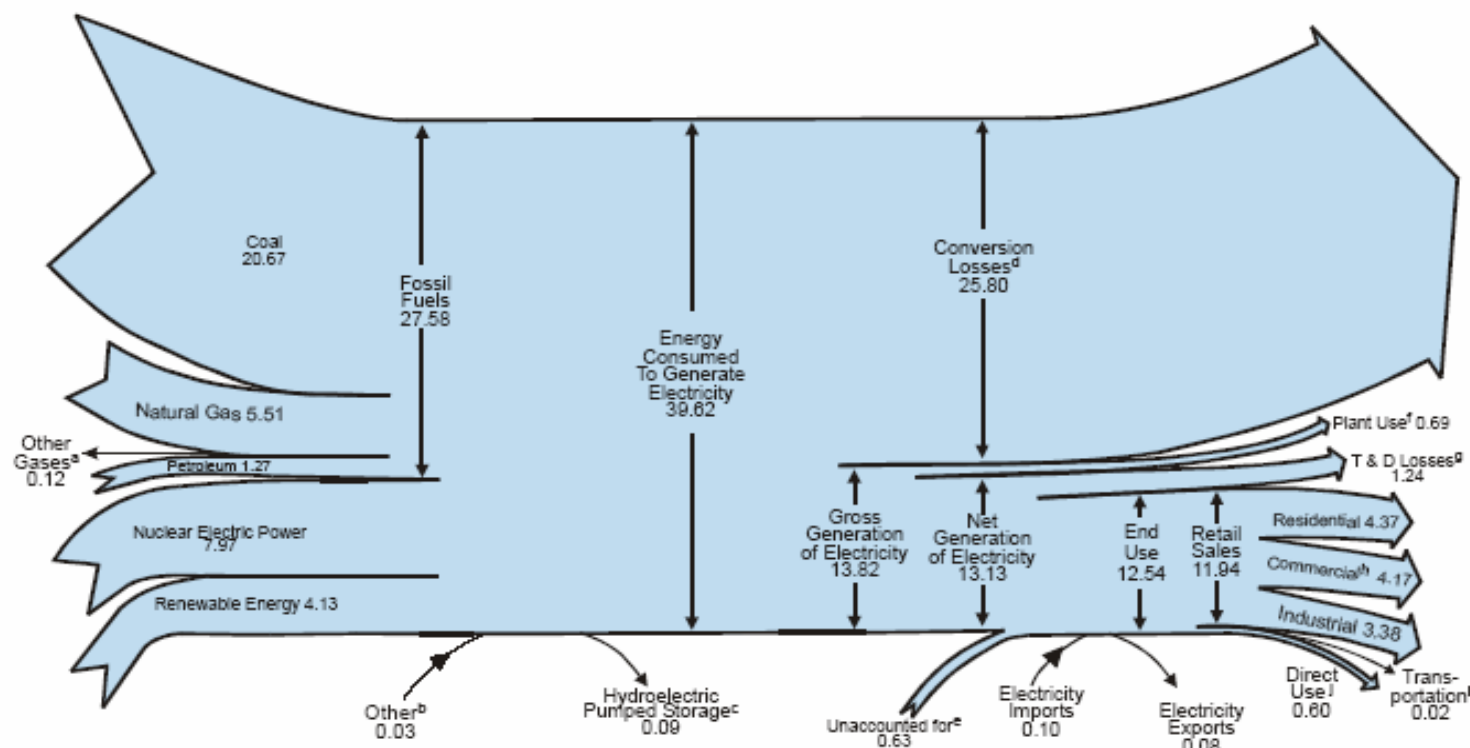 Coal
20.67
Fossil
Fuels
27.58
Energy
Consumed
To Generate
Electricity
39.62
Conversion
Losses^d
25.80
Natural Gas 5.51
Other
Gases^a
0.12
Petroleum 1.27
Nuclear Electric Power
7.97
Renewable Energy 4.13
Other^b
0.03
Hydroelectric
Pumped Storage^c
0.09
Gross
Generation
of Electricity
13.82
Net
Generation
of Electricity
13.13
End
Use
12.54
Retail
Sales
11.94
Plant Use^f 0.69
T & D Losses^g
1.24
Residential 4.37
Commercial^h 4.17
Industrial 3.38
Unaccounted for^e
0.63
Electricity
Imports
0.10
Electricity
Exports
0.08
Direct
Use^j
0.60
Trans-
portation^i
0.02